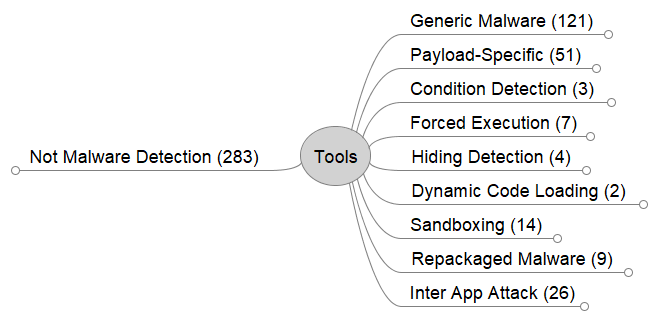 Generic Malware (121)
Payload-Specific (51)
Condition Detection (3)
Forced Execution (7)
Not Malware Detection (283)
Tools
Hiding Detection (4)
Dynamic Code Loading (2)
Sandboxing (14)
Repackaged Malware (9)
Inter App Attack (26)